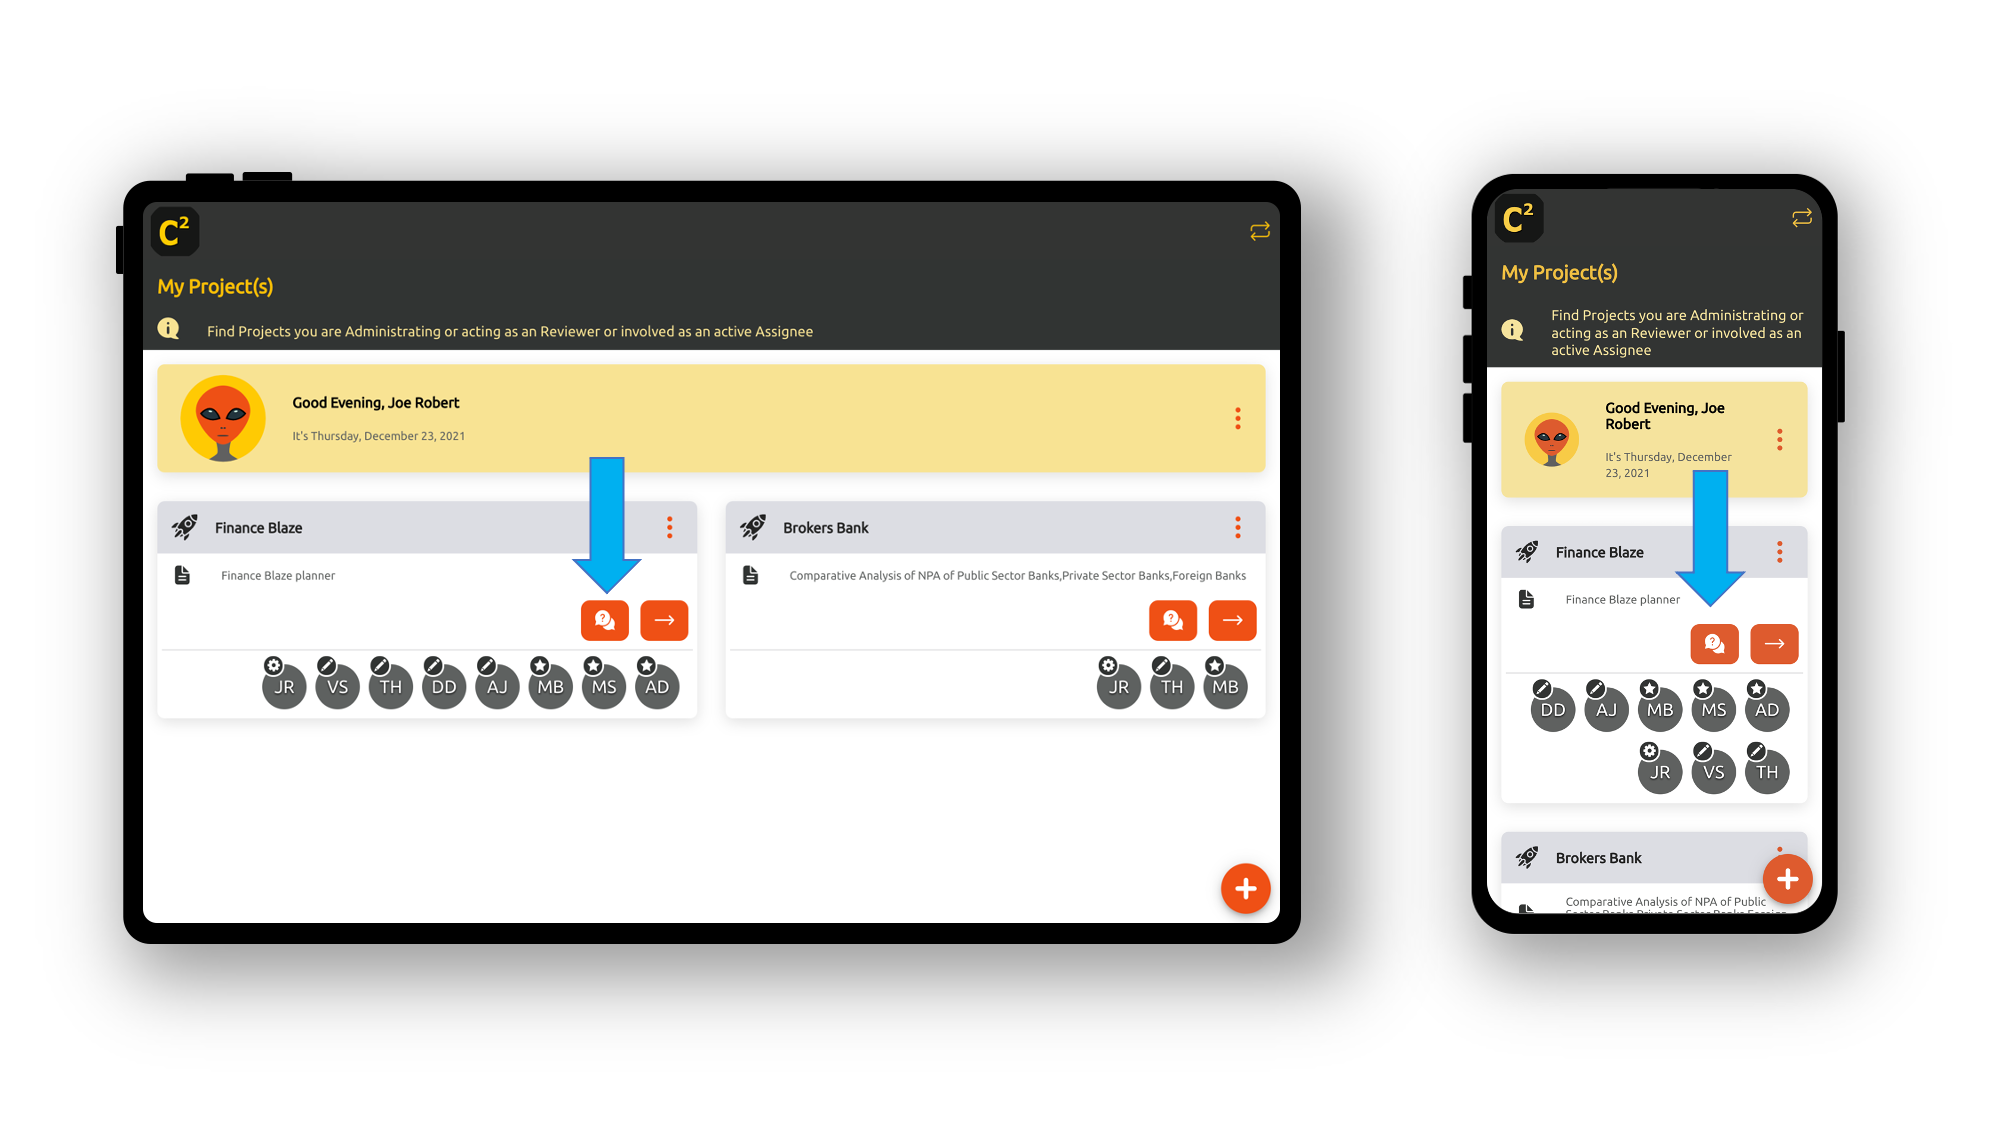 C²
My Project(s)
Find Projects you are Administrating or acting as an Reviewer or involved as an active Assignee
Good Evening, Joe Robert
It's Thursday, December 23, 2021
Finance Blaze
Finance Blaze planner
JR VS TH DD AJ MB MS AD
Brokers Bank
Comparative Analysis of NPA of Public Sector Banks,Private Sector Banks,Foreign Banks
JR TH MB
C²
My Project(s)
Find Projects you are Administrating or
acting as an Reviewer or involved as an
active Assignee
Good Evening, Joe
Robert
It's Thursday, December
23, 2021
Finance Blaze
Finance Blaze planner
DD AJ MB MS AD
JR VS TH
Brokers Bank
Comparative Analysis of NPA of Public